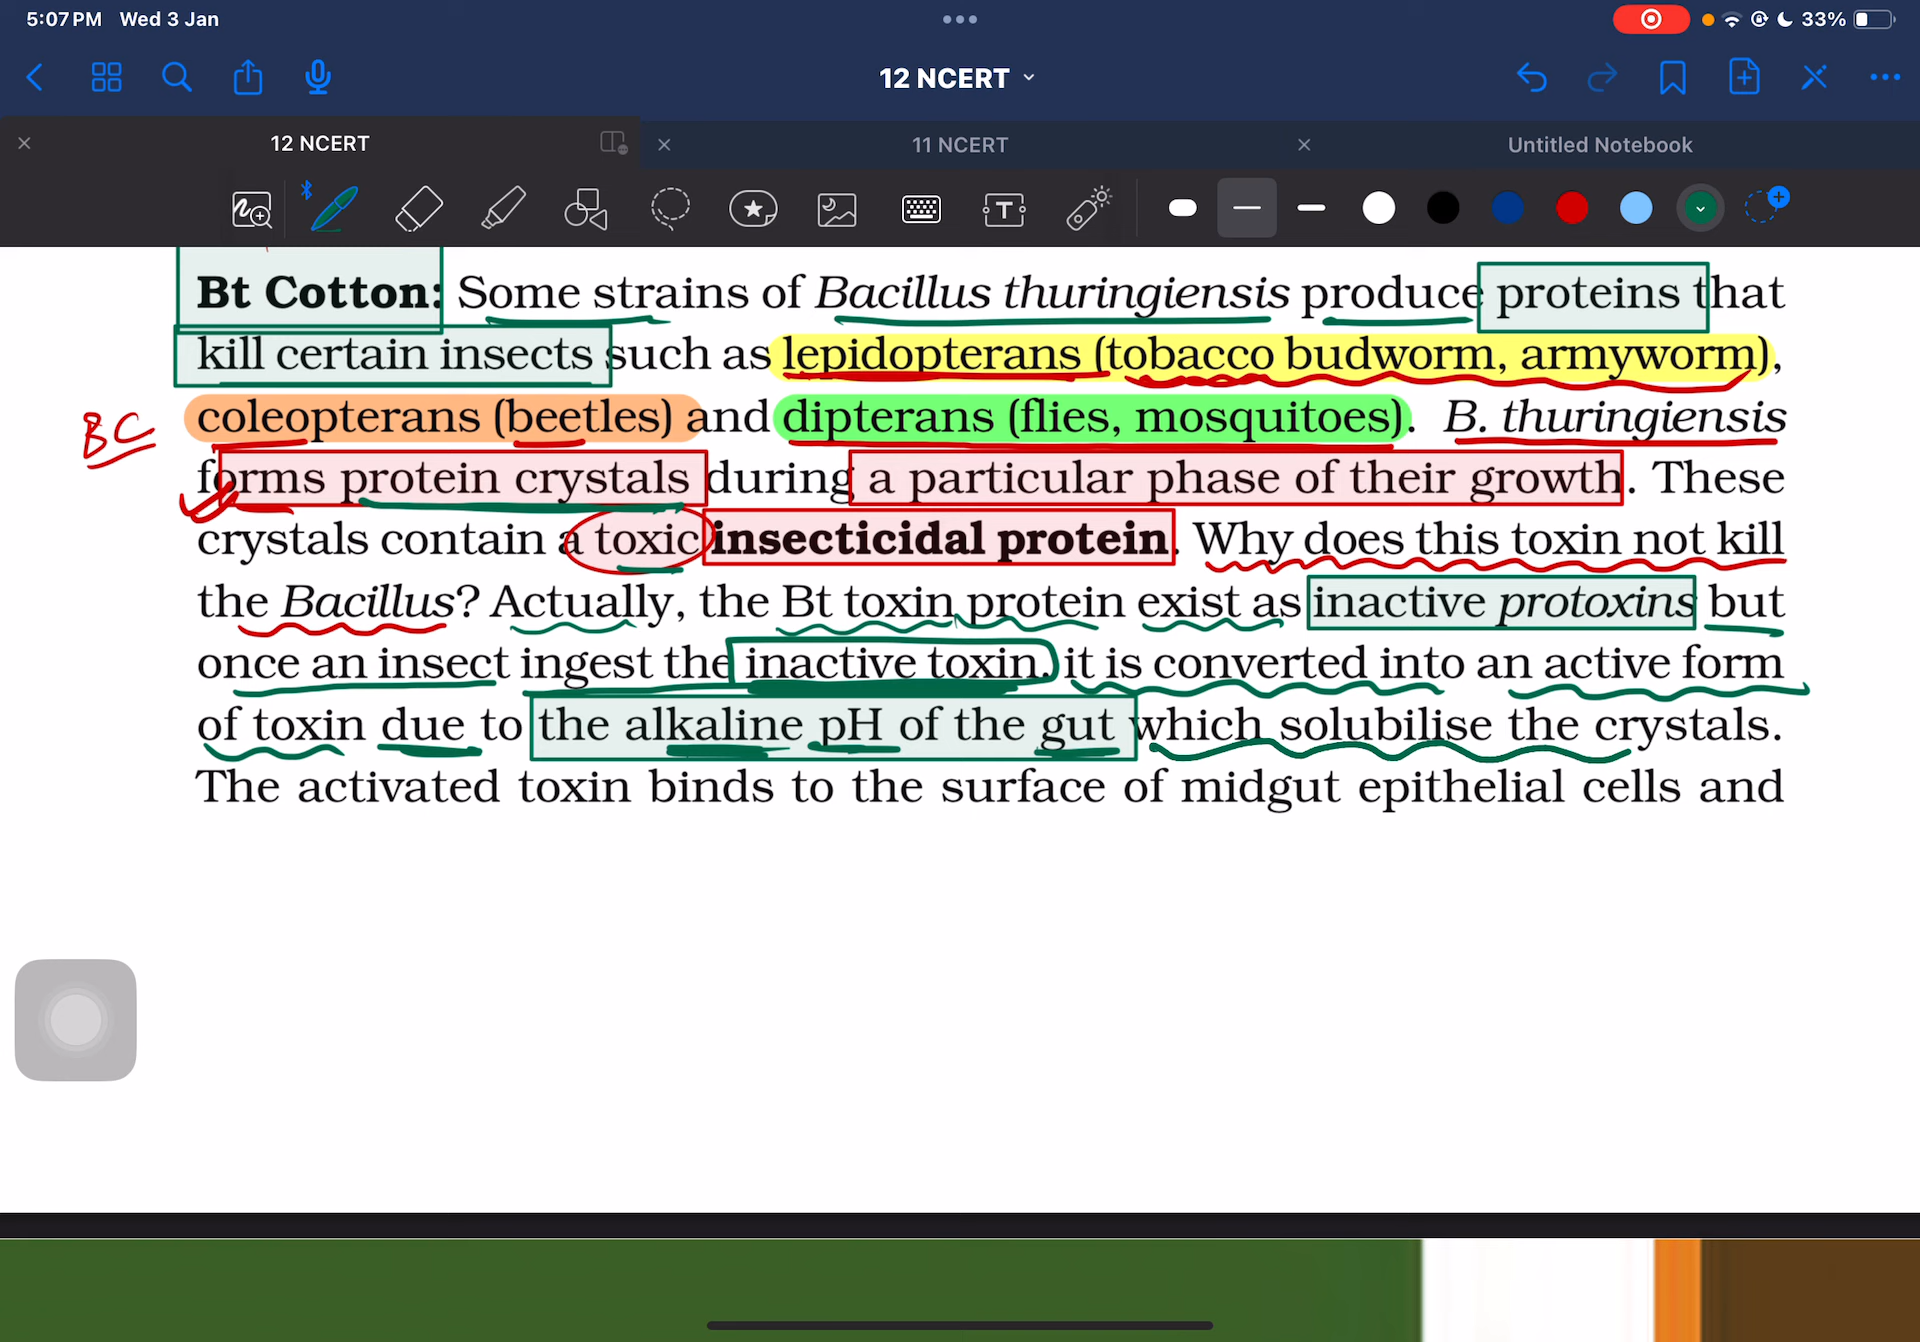 5:07 PM Wed 3 Jan
33%
12 NCERT
12 NCERT
11 NCERT
Untitled Notebook
T
Bt Cotton: Some strains of Bacillus thuringiensis produce proteins that
kill certain insects such as lepidopterans (tobacco budworm, armyworm),
coleopterans (beetles) and dipterans (flies, mosquitoes). B. thuringiensis
BC
forms protein crystals during a particular phase of their growth. These
crystals contain a toxic insecticidal protein. Why does this toxin not kill
the Bacillus? Actually, the Bt toxin protein exist as inactive protoxins but
once an insect ingest the inactive toxin, it is converted into an active form
of toxin due to the alkaline pH of the gut which solubilise the crystals.
The activated toxin binds to the surface of midgut epithelial cells and